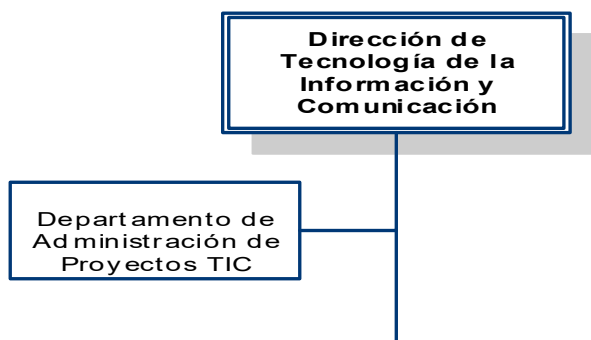 Dirección de
Tecnología de la
Información y
Comunicación
Departamento de
Administración de
Proyectos TIC